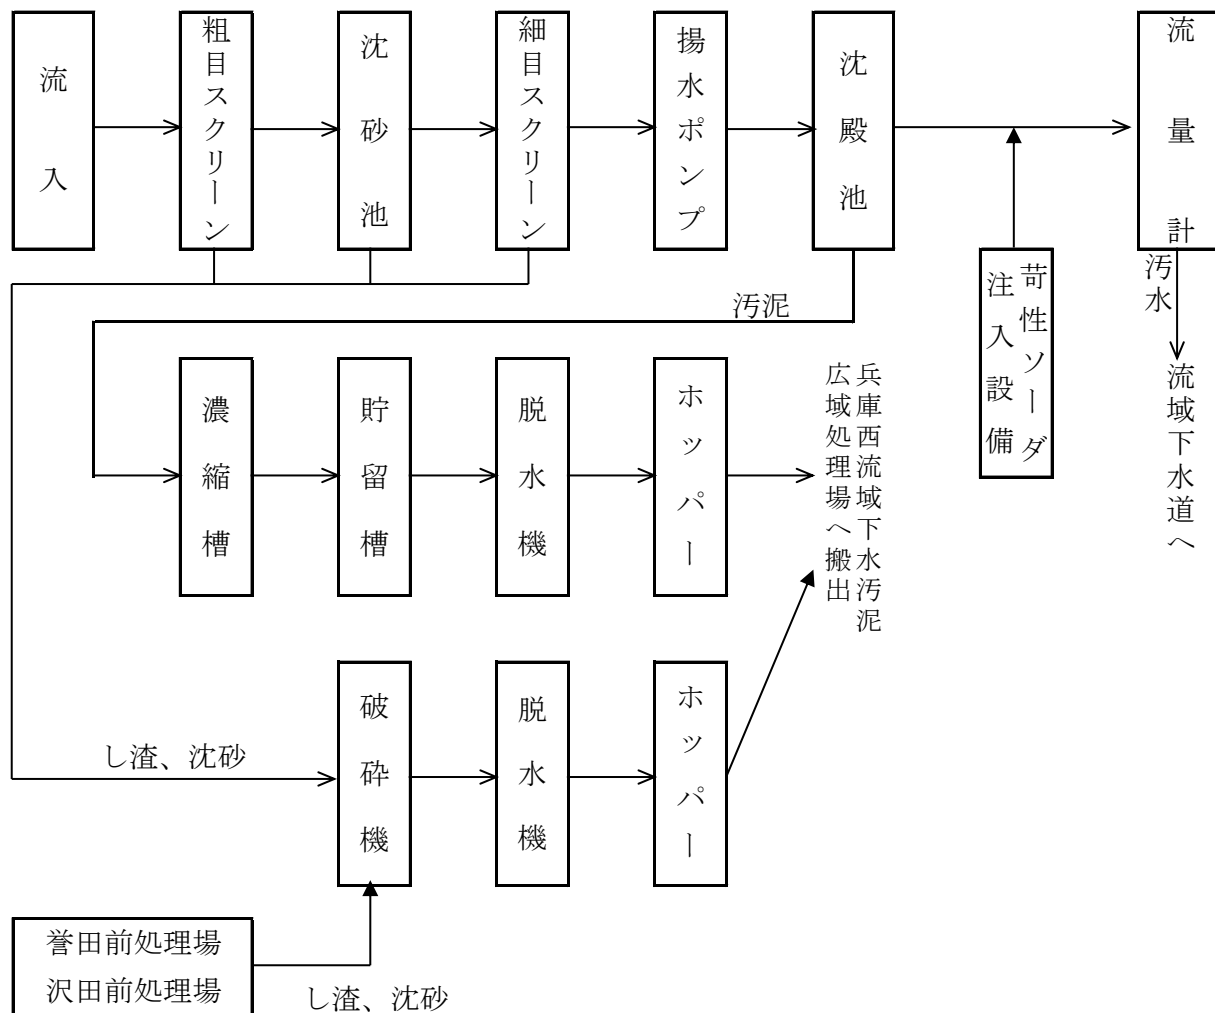 流入
粗目スクリーン
沈砂池
細目スクリーン
揚水ポンプ
沈殿池
流量計
苛性ソーダ
注入設備
汚水
流域下水道へ
汚泥
濃縮槽
貯留槽
脱水機
ホッパー
兵庫西流域下水汚泥
広域処理場へ搬出
し渣、沈砂
破砕機
脱水機
ホッパー
誉田前処理場
沢田前処理場
し渣、沈砂